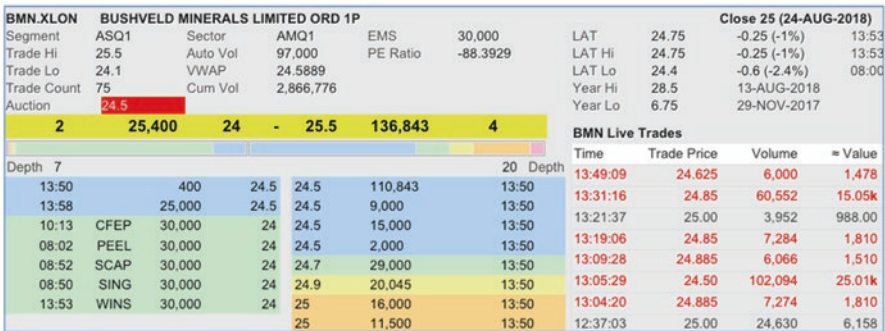 BMN.XLON BUSHVELD MINERALS LIMITED ORD 1P Close 25 (24-AUG-2018)
Segment ASQ1 Sector AMQ1 EMS 30,000 LAT 24.75 -0.25 (-1%) 13:53
Trade Hi 25.5 Auto Vol 97,000 PE Ratio -88.3929 LAT Hi 24.75 -0.25 (-1%) 13:53
Trade Lo 24.1 VWAP 24.5889 LAT Lo 24.4 -0.6 (-2.4%) 08:00
Trade Count 75 Cum Vol 2,866,776 Year Hi 28.5 13-AUG-2018
Auction 24.5 Year Lo 6.75 29-NOV-2017
2 25,400 24 - 25.5 136,843 4
Depth 7 20 Depth
13:50 400 24.5 24.5 110,843 13:50
13:58 25,000 24.5 24.5 9,000 13:50
10:13 CFEP 30,000 24 24.5 15,000 13:50
08:02 PEEL 30,000 24 24.5 2,000 13:50
08:52 SCAP 30,000 24 24.7 29,000 13:50
08:50 SING 30,000 24 24.9 20,045 13:50
13:53 WINS 30,000 24 25 16,000 13:50
25 11,500 13:50
BMN Live Trades
Time Trade Price Volume ≈ Value
13:49:09 24.625 6,000 1,478
13:31:16 24.85 60,552 15.05k
13:21:37 25.00 3,952 988.00
13:19:06 24.85 7,284 1,810
13:09:28 24.885 6,066 1,510
13:05:29 24.50 102,094 25.01k
13:04:20 24.885 7,274 1,810
12:37:03 25.00 24,630 6,158